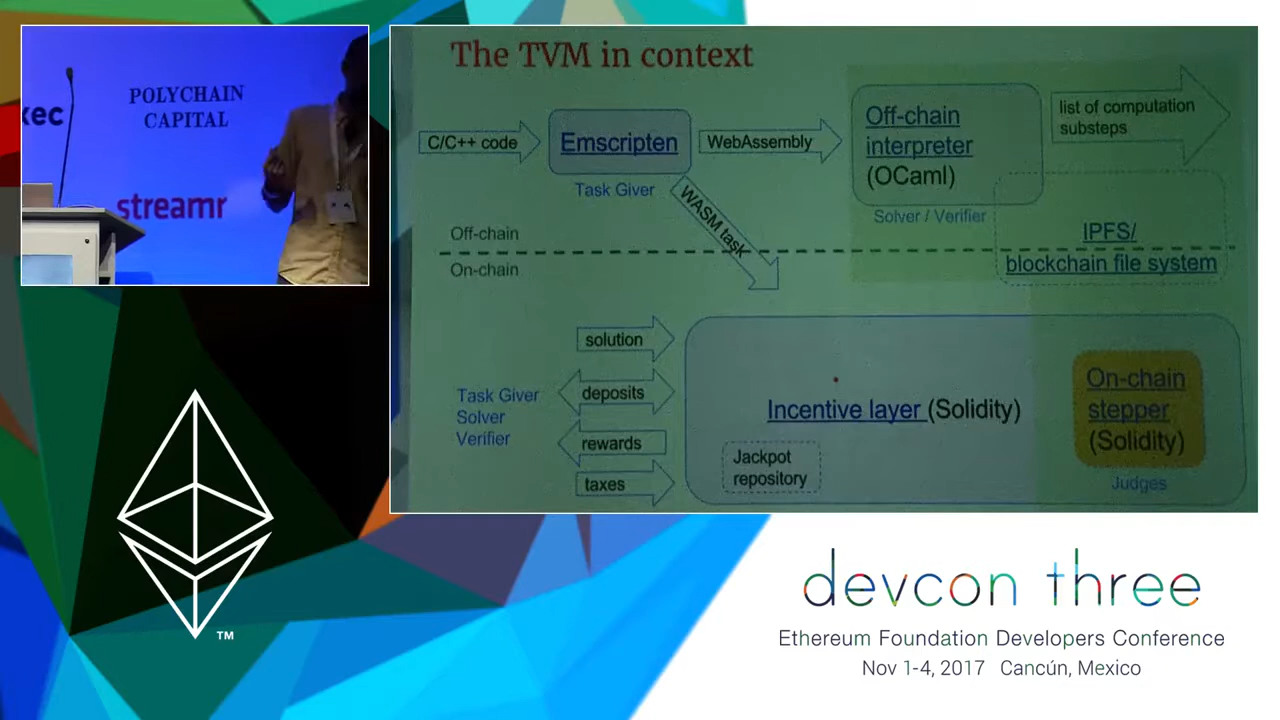 xec
POLYCHAIN
CAPITAL
streamr
The TVM in context
C/C++ code
Emscripten
WebAssembly
Off-chain
interpreter
(OCaml)
list of computation
substeps
Task Giver
Solver / Verifier
WASM task
Off-chain
On-chain
IPFS/
blockchain file system
solution
deposits
rewards
taxes
Task Giver
Solver
Verifier
Incentive layer (Solidity)
Jackpot
repository
On-chain
stepper
(Solidity)
Judges
TM
devcon three
Ethereum Foundation Developers Conference
Nov 1-4, 2017 Cancún, Mexico